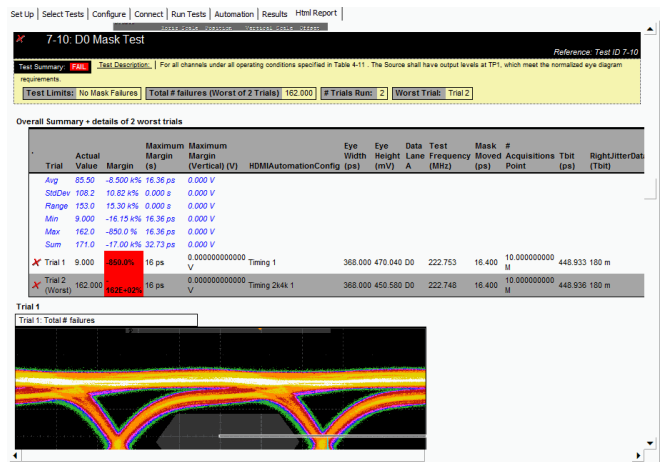 Set Up | Select Tests | Configure | Connect | Run Tests | Automation | Results | Html Report
7-10: D0 Mask Test
Reference: Test ID 7-10
Test Summary: FAIL Test Description: For all channels under all operating conditions specified in Table 4-11 . The Source shall have output levels at TP1, which meet the normalized eye diagram
requirements.
Test Limits: No Mask Failures Total # failures (Worst of 2 Trials) 162.000 # Trials Run: 2 Worst Trial: Trial 2
Overall Summary + details of 2 worst trials
Trial Actual Value Margin Maximum Margin (s) Maximum Margin (Vertical) (V) HDMIAutomationConfig Eye Width (ps) Eye Height (mV) Data Lane A Test Frequency (MHz) Mask Moved (ps) # Acquisitions Point Tbit (ps) RightJitterData (Tbit)
Avg 85.50 -8.500 k% 16.36 ps 0.000 V
StdDev 108.2 10.82 k% 0.000 s 0.000 V
Range 153.0 15.30 k% 0.000 s 0.000 V
Min 9.000 -16.15 k% 16.36 ps 0.000 V
Max 162.0 -850.0 % 16.36 ps 0.000 V
Sum 171.0 -17.00 k% 32.73 ps 0.000 V
Trial 1 9.000 -850.0% 16 ps 0.000000000000 V Timing 1 368.000 470.040 D0 222.753 16.400 10.000000000 M 448.933 180 m
Trial 2 (Worst) 162.000 162E+02% 16 ps 0.000000000000 V Timing 2k4k 1 368.000 450.580 D0 222.748 16.400 10.000000000 M 448.936 180 m
Trial 1
Trial 1: Total # failures